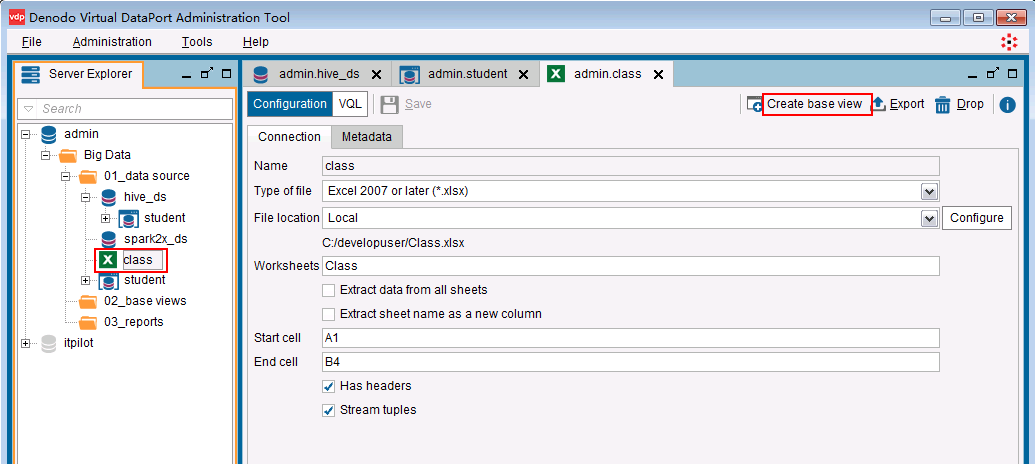 vdp Denodo Virtual DataPort Administration Tool
File Administration Tools Help
Server Explorer
Search
admin
Big Data
01_data source
hive_ds
student
spark2x_ds
class
student
02_base views
03_reports
itpilot
admin.hive_ds admin.student admin.class
Configuration VQL Save Create base view Export Drop
Connection Metadata
Name class
Type of file Excel 2007 or later (*.xlsx)
File location Local Configure
C:/developuser/Class.xlsx
Worksheets Class
Extract data from all sheets
Extract sheet name as a new column
Start cell A1
End cell B4
Has headers
Stream tuples